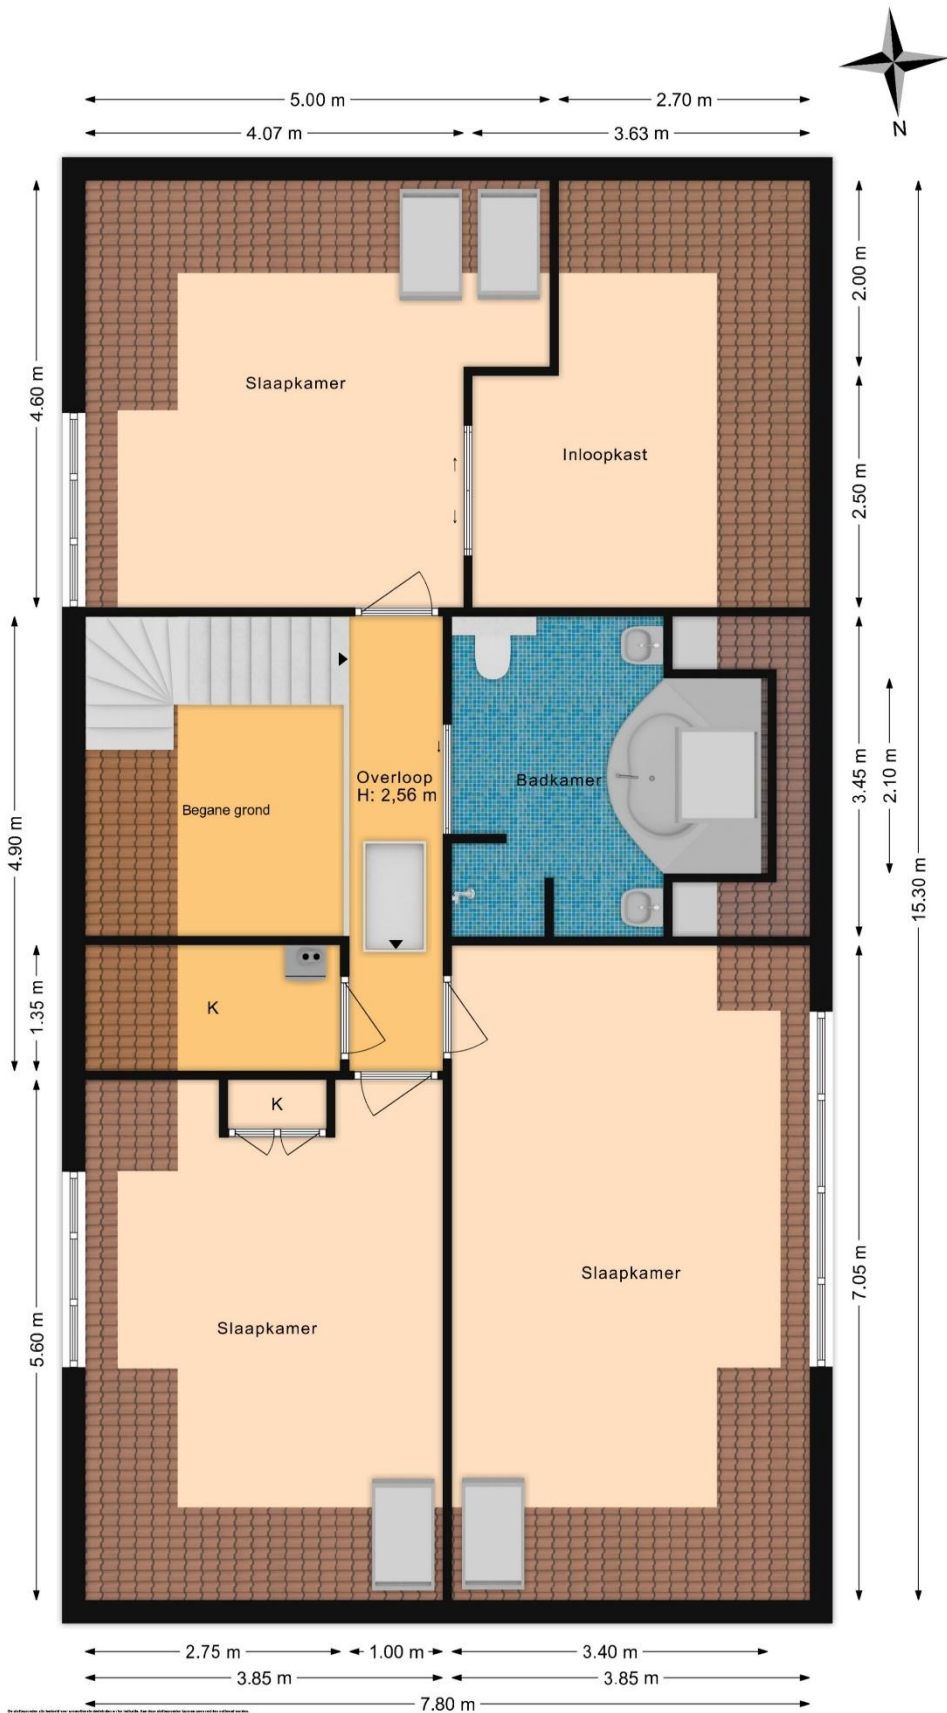 N
5.00 m
2.70 m
4.07 m
3.63 m
4.60 m
2.00 m
Slaapkamer
Inloopkast
2.50 m
Overloop
H: 2,56 m
Badkamer
Begane grond
3.45 m
2.10 m
4.90 m
15.30 m
1.35 m
K
K
Slaapkamer
7.05 m
Slaapkamer
5.60 m
2.75 m
1.00 m
3.40 m
3.85 m
3.85 m
7.80 m